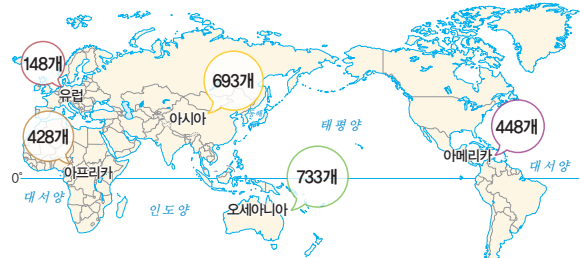 148개
유럽
693개
아시아
동해
428개
아프리카
태평양
448개
아메리카
0°
대서양
인도양
733개
오세아니아
대서양